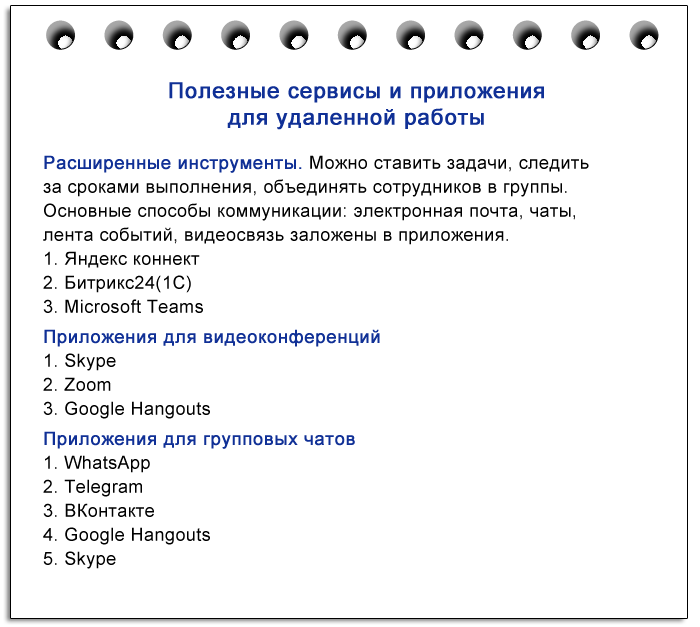 Полезные сервисы и приложения
для удаленной работы
Расширенные инструменты. Можно ставить задачи, следить
за сроками выполнения, объединять сотрудников в группы.
Основные способы коммуникации: электронная почта, чаты,
лента событий, видеосвязь заложены в приложения.
1. Яндекс коннект
2. Битрикс24(1С)
3. Microsoft Teams
Приложения для видеоконференций
1. Skype
2. Zoom
3. Google Hangouts
Приложения для групповых чатов
1. WhatsApp
2. Telegram
3. ВКонтакте
4. Google Hangouts
5. Skype